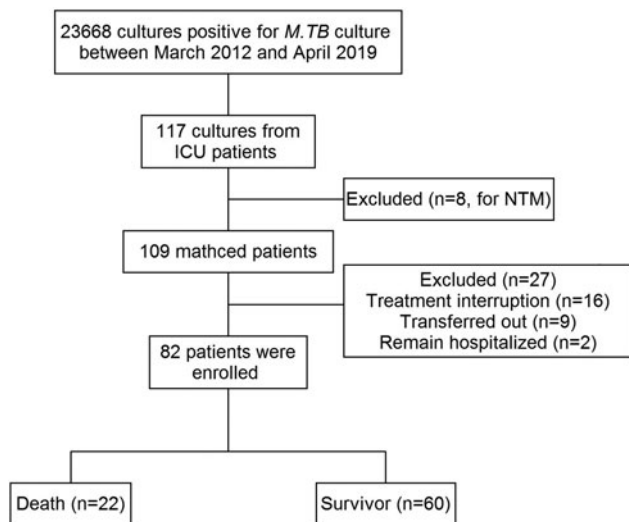 23668 cultures positive for M.TB culture
between March 2012 and April 2019
117 cultures from
ICU patients
Excluded (n=8, for NTM)
109 mathced patients
Excluded (n=27)
Treatment interruption (n=16)
Transferred out (n=9)
Remain hospitalized (n=2)
82 patients were
enrolled
Death (n=22)
Survivor (n=60)